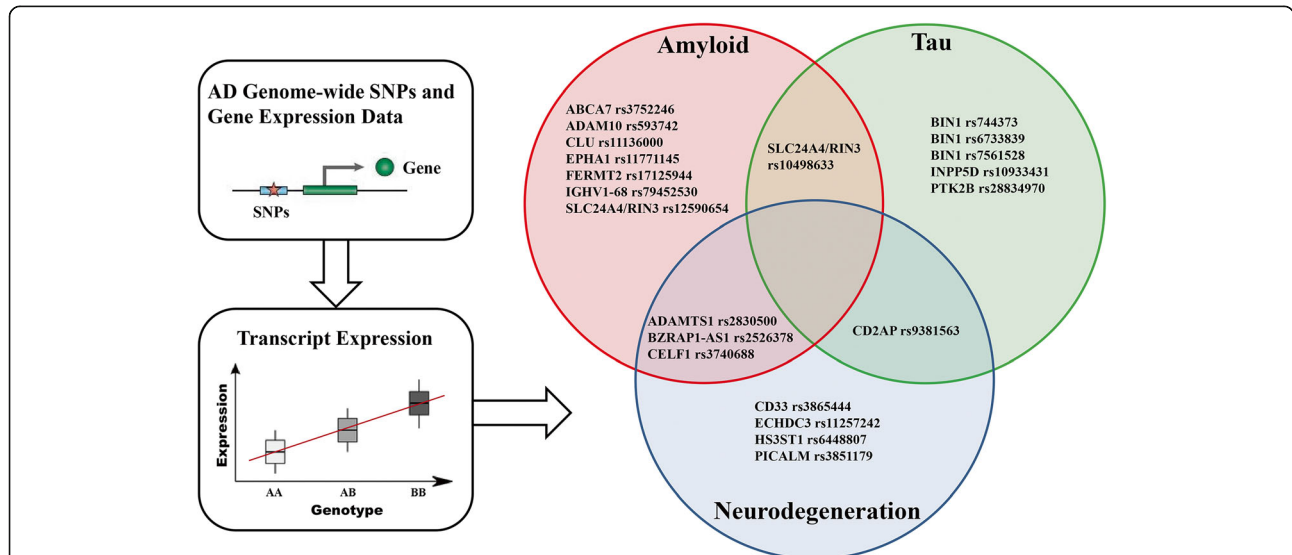 AD Genome-wide SNPs and
Gene Expression Data
Gene
SNPs
Transcript Expression
Expression
AA
AB
BB
Genotype
Amyloid
ABCA7 rs3752246
ADAM10 rs593742
CLU rs11136000
EPHA1 rs11771145
FERMT2 rs17125944
IGHV1-68 rs79452530
SLC24A4/RIN3 rs12590654
SLC24A4/RIN3
rs10498633
Tau
BIN1 rs744373
BIN1 rs6733839
BIN1 rs7561528
INPP5D rs10933431
PTK2B rs28834970
ADAMTS1 rs2830500
BZRAP1-AS1 rs2526378
CELF1 rs3740688
CD2AP rs9381563
CD33 rs3865444
ECHDC3 rs11257242
HS3ST1 rs6448807
PICALM rs3851179
Neurodegeneration